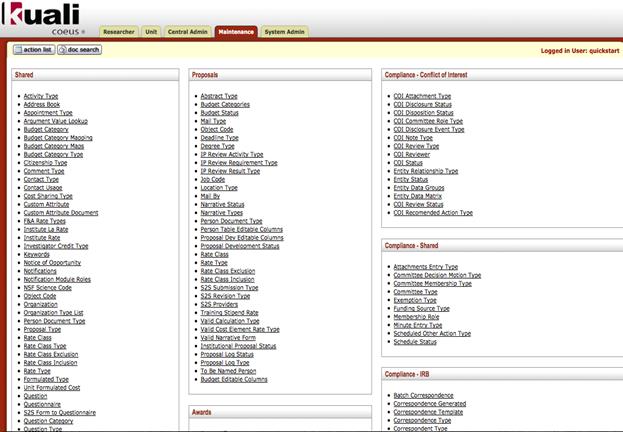 kuali
coeus
Researcher Unit Central Admin Maintenance System Admin
action list doc search
Logged in User: quickstart
Shared
Activity Type
Address Book
Appointment Type
Argument Value Lookup
Budget Category
Budget Category Mapping
Budget Category Maps
Budget Category Type
Citizenship Type
Comment Type
Contact Type
Contact Usage
Cost Sharing Type
Custom Attribute
Custom Attribute Document
F&A Rate Types
Institute La Rate
Institute Rate
Investigator Credit Type
Keywords
Notice of Opportunity
Notifications
Notification Module Roles
NSF Science Code
Object Code
Organization
Organization Type List
Person Document Type
Proposal Type
Rate Class
Rate Class Type
Rate Class Exclusion
Rate Class Inclusion
Rate Type
Formulated Type
Unit Formulated Cost
Question
Questionnaire
S2S Form to Questionnaire
Question Category
Question Type
Proposals
Abstract Type
Budget Categories
Budget Status
Mail Type
Object Code
Deadline Type
Degree Type
IP Review Activity Type
IP Review Requirement Type
IP Review Result Type
Job Code
Location Type
Mail By
Narrative Status
Narrative Types
Person Document Type
Person Table Editable Columns
Proposal Dev Editable Columns
Proposal Development Status
Rate Class
Rate Type
Rate Class Exclusion
Rate Class Inclusion
S2S Submission Type
S2S Revision Type
S2S Providers
Training Stipend Rate
Valid Calculation Type
Valid Cost Element Rate Type
Valid Narrative Form
Institutional Proposal Status
Proposal Log Status
Proposal Log Type
To Be Named Person
Budget Editable Columns
Awards
Compliance - Conflict of Interest
COI Attachment Type
COI Disclosure Status
COI Disposition Status
COI Committee Role Type
COI Disclosure Event Type
COI Note Type
COI Review Type
COI Reviewer
COI Status
Entity Relationship Type
Entity Status
Entity Data Groups
Entity Data Matrix
COI Review Status
COI Recomended Action Type
Compliance - Shared
Attachments Entry Type
Committee Decision Motion Type
Committee Membership Type
Committee Type
Exemption Type
Funding Source Type
Membership Role
Minute Entry Type
Scheduled Other Action Type
Schedule Status
Compliance - IRB
Batch Correspondence
Correspondence Generated
Correspondence Template
Correspondence Type
Correspondent Type